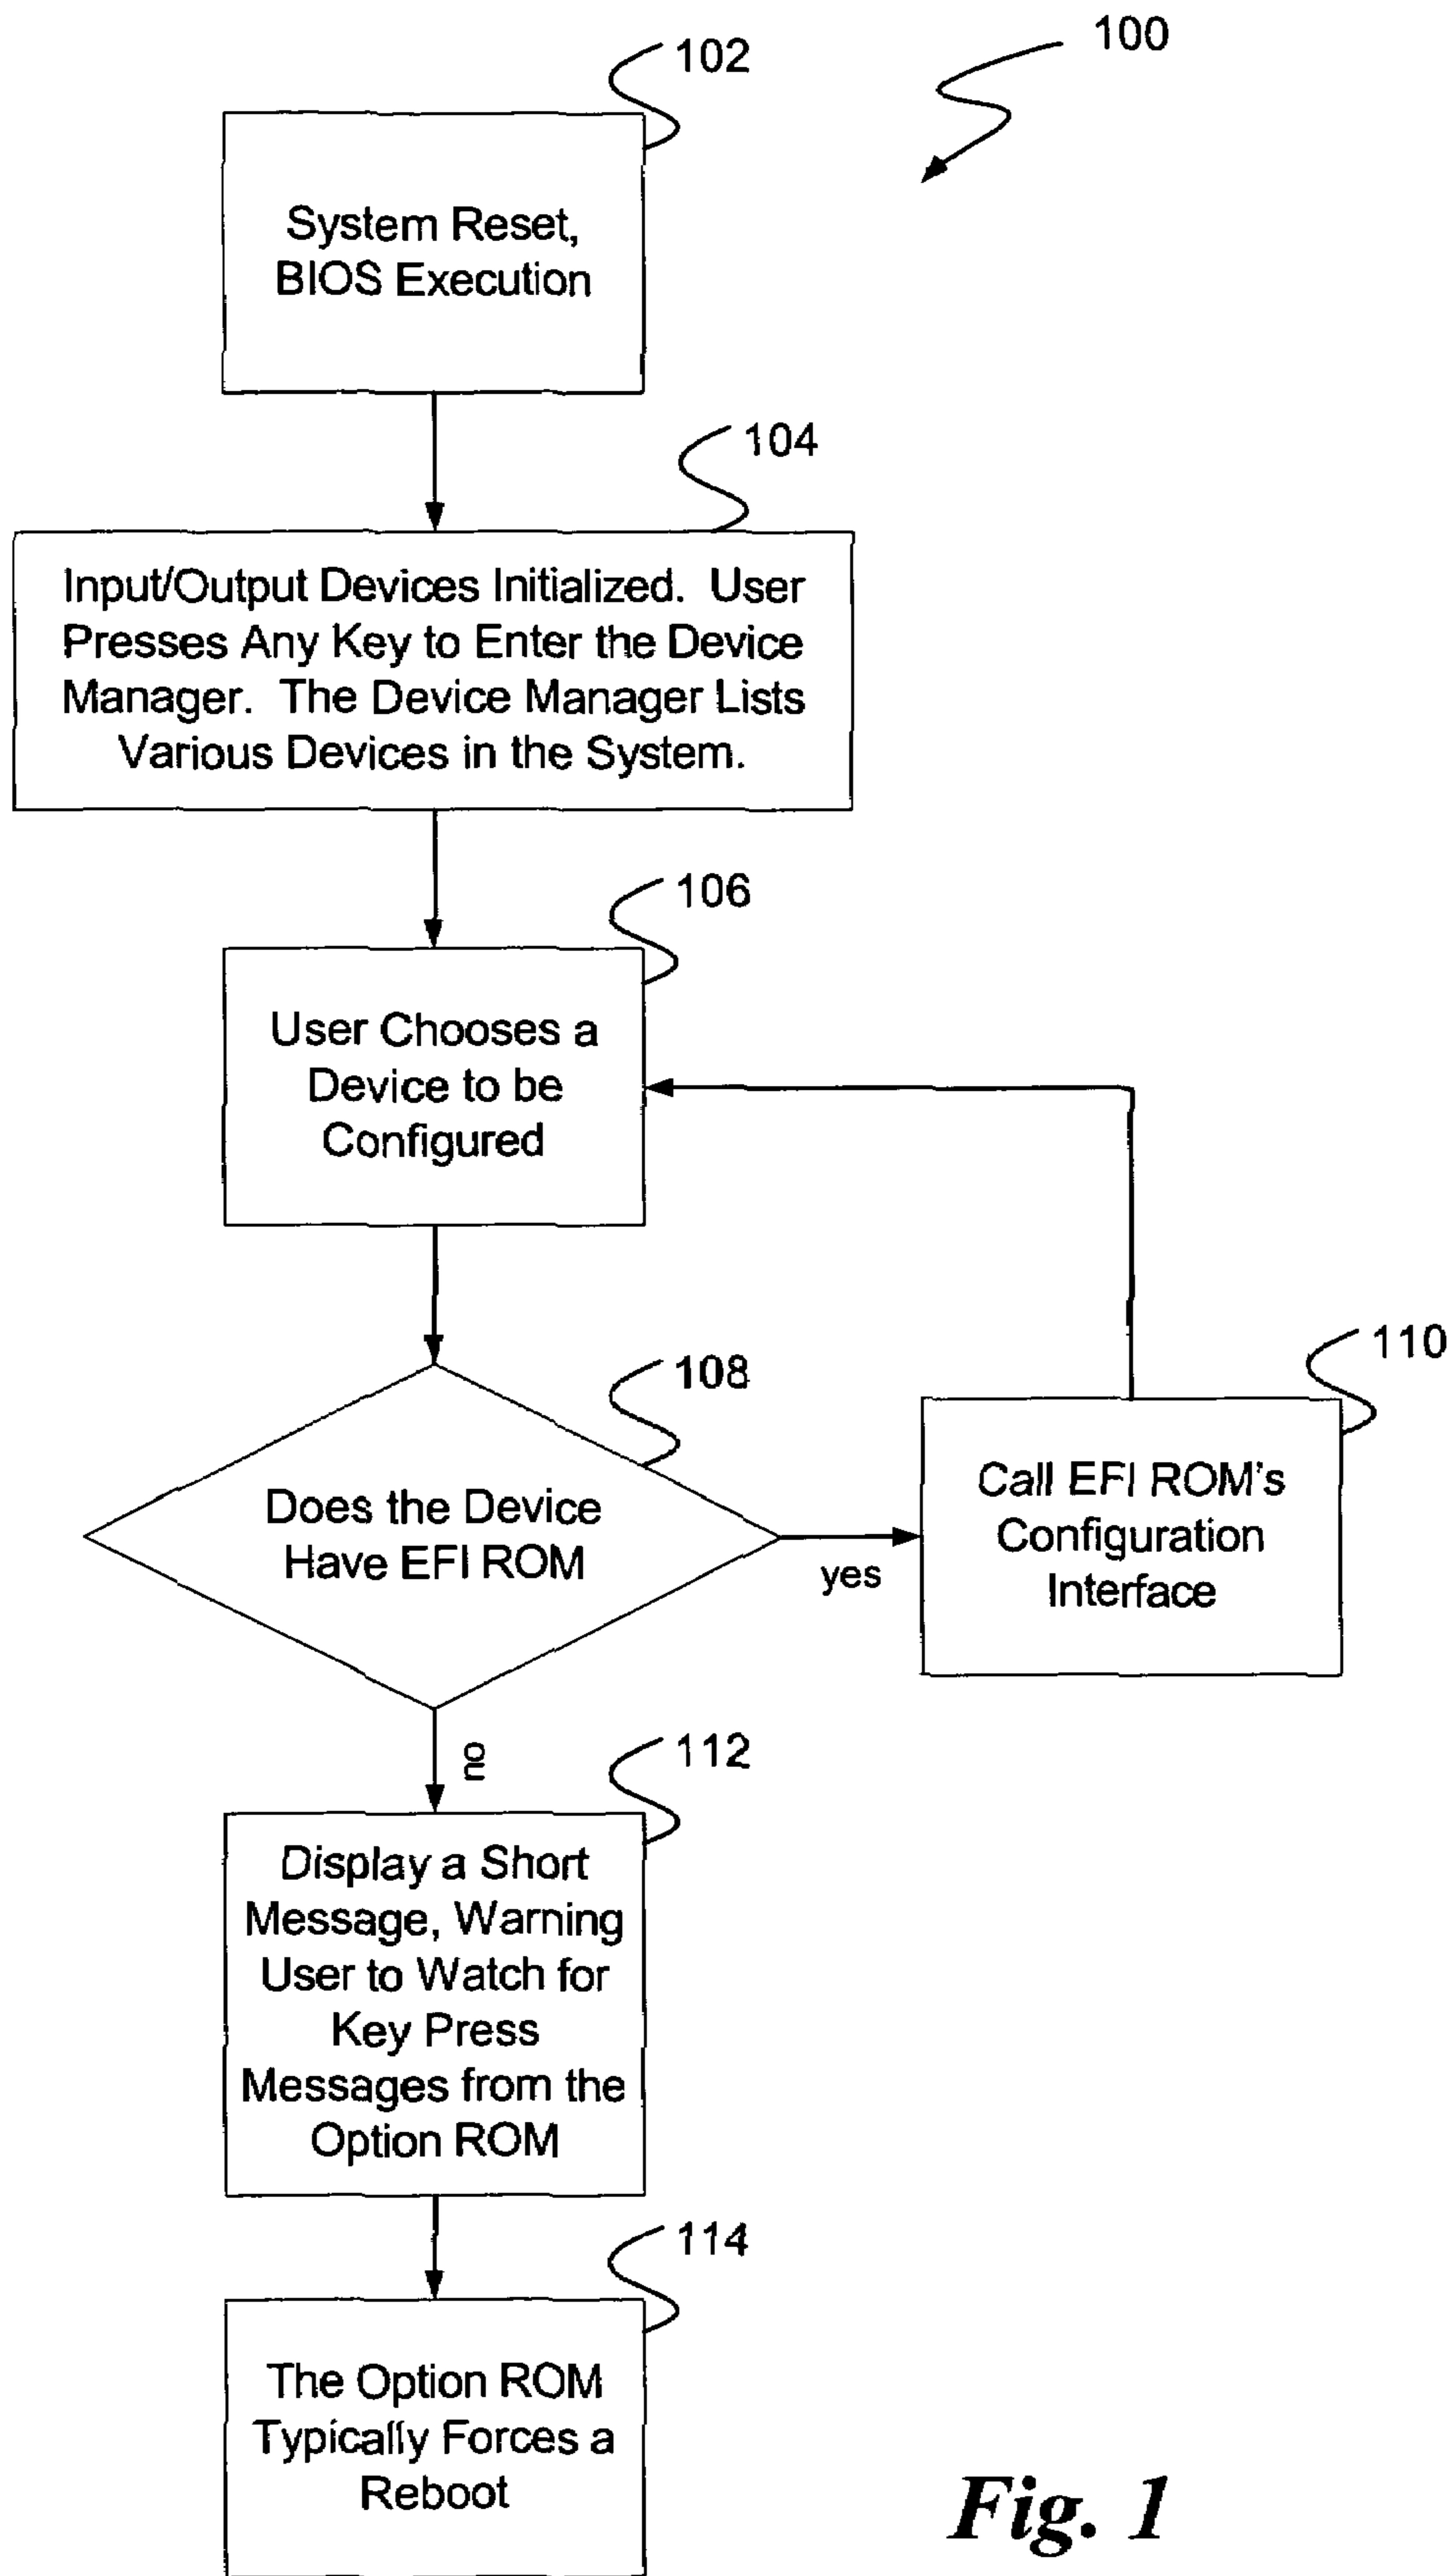 100
102
System Reset,
BIOS Execution
104
Input/Output Devices Initialized. User
Presses Any Key to Enter the Device
Manager. The Device Manager Lists
Various Devices in the System.
106
User Chooses a
Device to be
Configured
108
Does the Device
Have EFI ROM
yes
110
Call EFI ROM's
Configuration
Interface
no
112
Display a Short
Message, Warning
User to Watch for
Key Press
Messages from the
Option ROM
114
The Option ROM
Typically Forces a
Reboot
Fig. 1